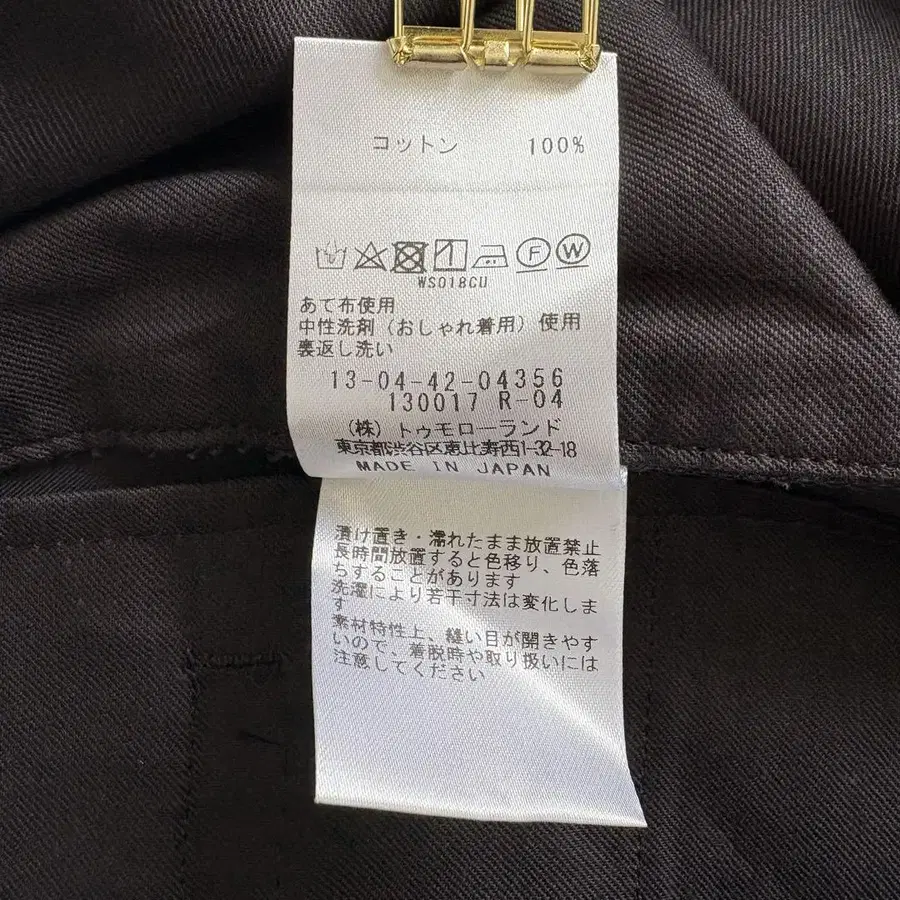 コットン 100%
F W
WS018CU
あて布使用
中性洗剤（おしゃれ着用）使用
裏返し洗い
13-04-42-04356
130017 R-04
（株）トゥモローランド
東京都渋谷区恵比寿西1-32-18
MADE IN JAPAN
漬け置き・濡れたまま放置禁止
長時間放置すると色移り、色落
ちすることがあります
洗濯により若干寸法は変化しま
す
素材特性上、縫い目が開きやす
いので、着脱時や取り扱いには
注意してください